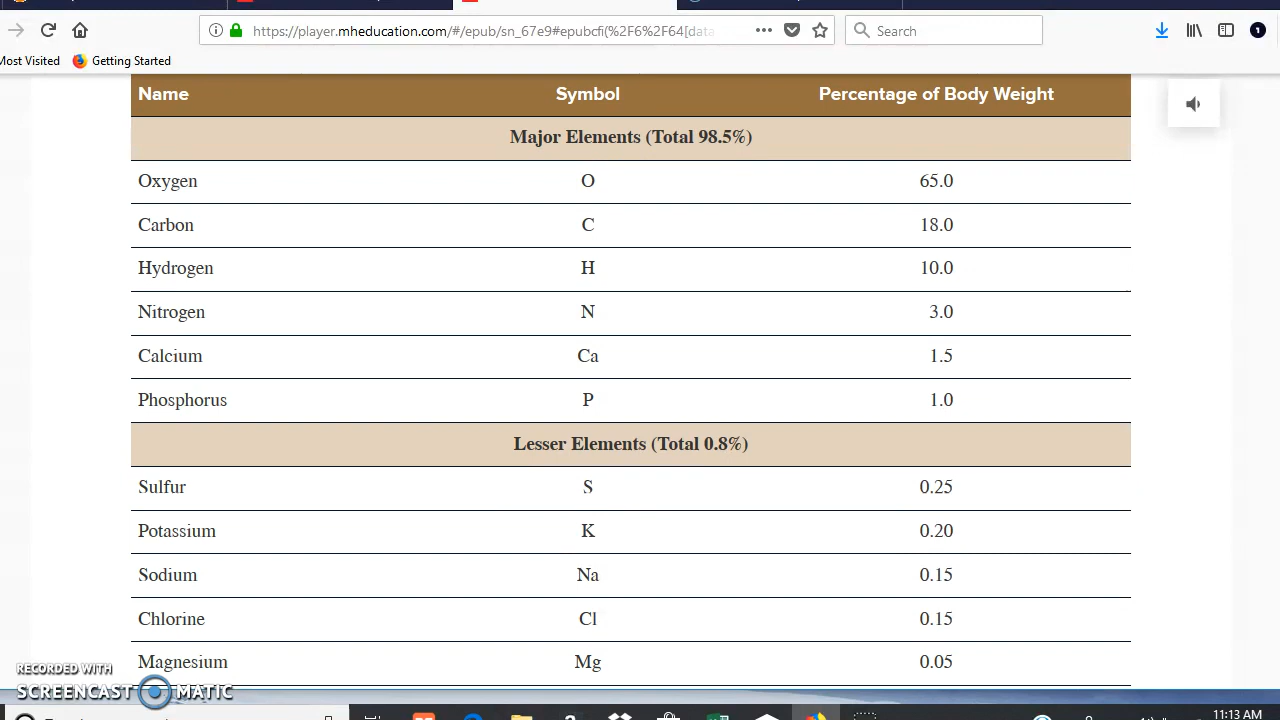 https://player.mheducation.com/#/epub/sn_67e9#epubcfi(%2F6%2F64[data
Search
Most Visited
Getting Started
Name Symbol Percentage of Body Weight
Major Elements (Total 98.5%)
Oxygen O 65.0
Carbon C 18.0
Hydrogen H 10.0
Nitrogen N 3.0
Calcium Ca 1.5
Phosphorus P 1.0
Lesser Elements (Total 0.8%)
Sulfur S 0.25
Potassium K 0.20
Sodium Na 0.15
Chlorine Cl 0.15
Magnesium Mg 0.05
RECORDED WITH
SCREENCAST MATIC
11:13 AM